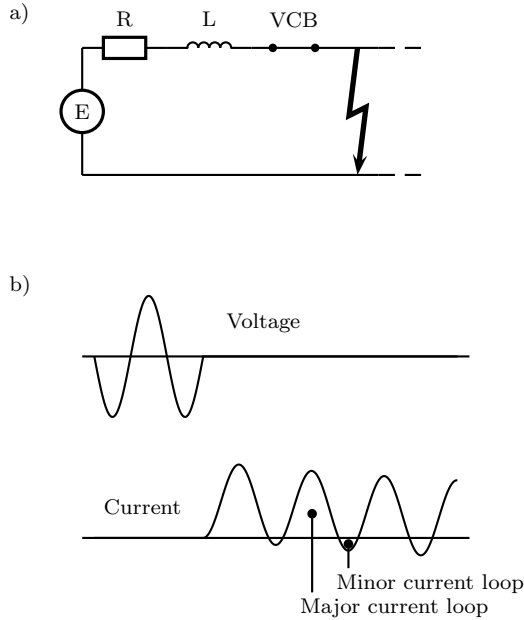 a)
R
L
VCB
E
b)
Voltage
Current
Minor current loop
Major current loop